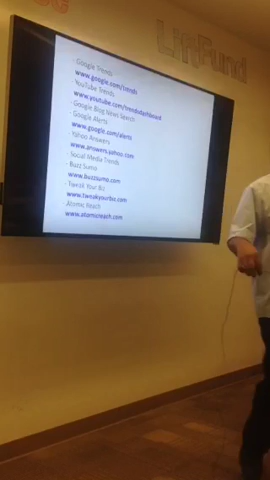 LiftFund
- Google Trends
www.google.com/trends
- YouTube Trends
www.youtube.com/trendsdashboard
- Google Blog News Search
- Google Alerts
www.google.com/alerts
- Yahoo Answers
www.answers.yahoo.com
- Social Media Trends
- Buzz Sumo
www.buzzsumo.com
- Tweak Your Biz
www.tweakyourbiz.com
- Atomic Reach
www.atomicreach.com